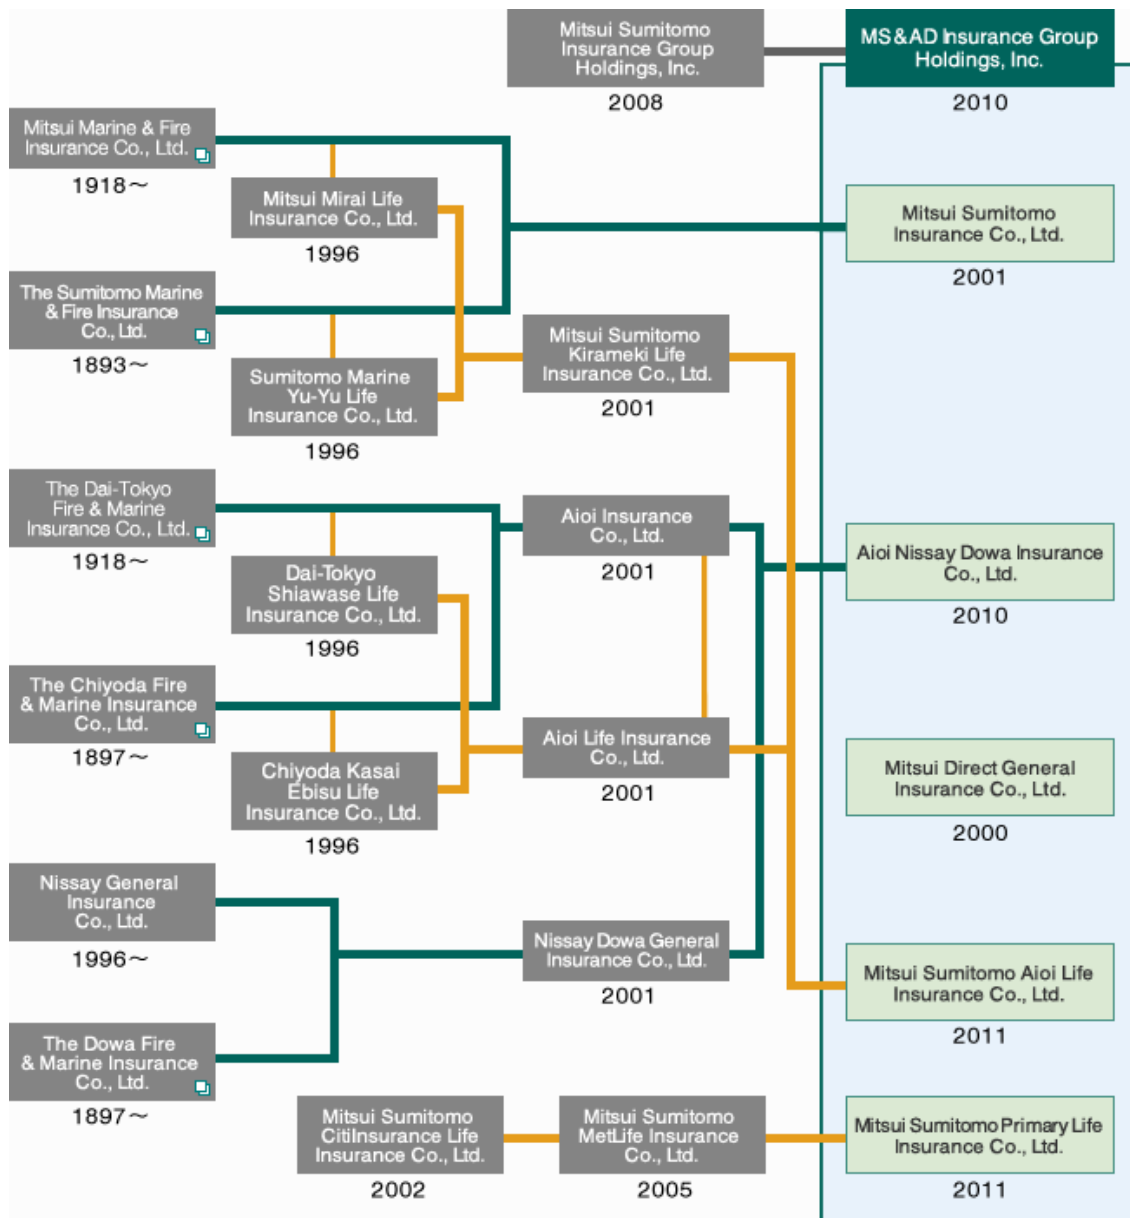 Mitsui Sumitomo
Insurance Group
Holdings, Inc.
2008
MS&AD Insurance Group
Holdings, Inc.
2010
Mitsui Marine & Fire
Insurance Co., Ltd.
1918～
Mitsui Mirai Life
Insurance Co., Ltd.
1996
Mitsui Sumitomo
Insurance Co., Ltd.
2001
The Sumitomo Marine
& Fire Insurance
Co., Ltd.
1893～
Sumitomo Marine
Yu-Yu Life
Insurance Co., Ltd.
1996
Mitsui Sumitomo
Kirameki Life
Insurance Co., Ltd.
2001
The Dai-Tokyo
Fire & Marine
Insurance Co., Ltd.
1918～
Dai-Tokyo
Shiawase Life
Insurance Co., Ltd.
1996
Aioi Insurance
Co., Ltd.
2001
Aioi Nissay Dowa Insurance
Co., Ltd.
2010
The Chiyoda Fire
& Marine Insurance
Co., Ltd.
1897～
Chiyoda Kasai
Ebisu Life
Insurance Co., Ltd.
1996
Aioi Life Insurance
Co., Ltd.
2001
Mitsui Direct General
Insurance Co., Ltd.
2000
Nissay General
Insurance
Co., Ltd.
1996～
Nissay Dowa General
Insurance Co., Ltd.
2001
Mitsui Sumitomo Aioi Life
Insurance Co., Ltd.
2011
The Dowa Fire
& Marine Insurance
Co., Ltd.
1897～
Mitsui Sumitomo
CitiInsurance Life
Insurance Co., Ltd.
2002
Mitsui Sumitomo
MetLife Insurance
Co., Ltd.
2005
Mitsui Sumitomo Primary Life
Insurance Co., Ltd.
2011